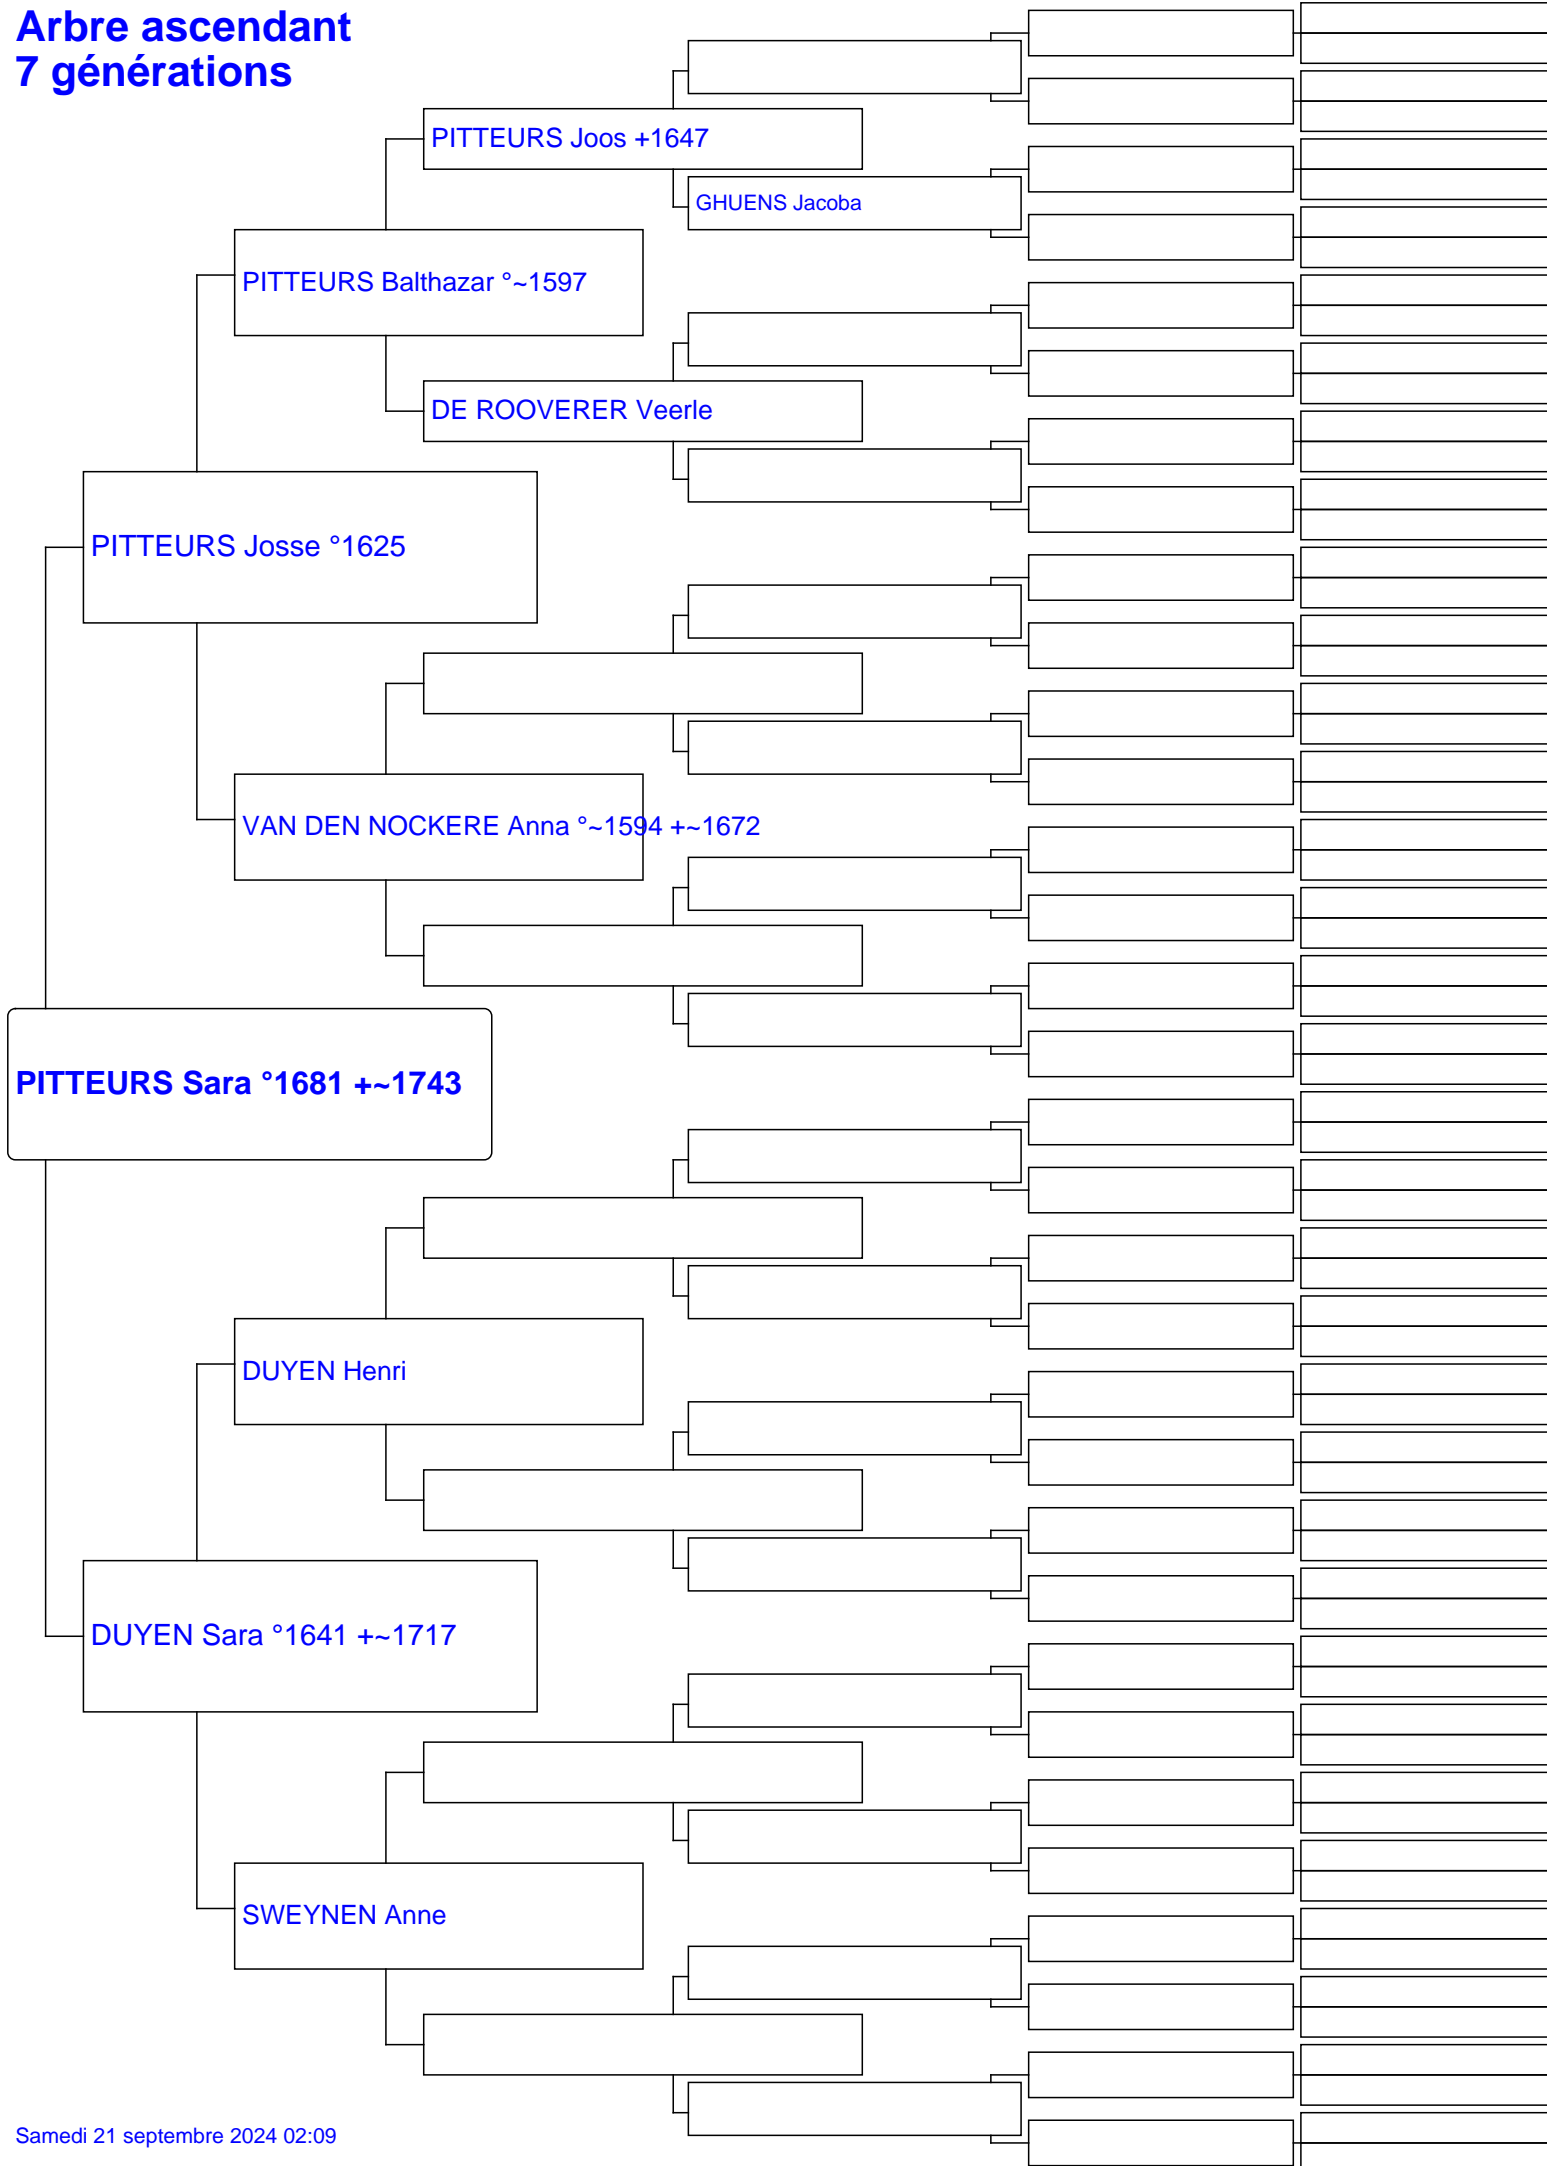 Arbre ascendant
7 générations
PITTEURS Joos +1647
GHUENS Jacoba
PITTEURS Balthazar °~1597
DE ROOVERER Veerle
PITTEURS Josse °1625
VAN DEN NOCKERE Anna °~1594 +~1672
PITTEURS Sara °1681 +~1743
DUYEN Henri
DUYEN Sara °1641 +~1717
SWEYNEN Anne
Samedi 21 septembre 2024 02:09